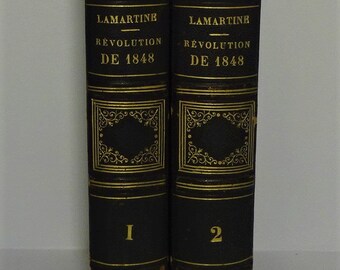 LAMARTINE
RÉVOLUTION
DE 1848
I
LAMARTINE
RÉVOLUTION
DE 1848
2